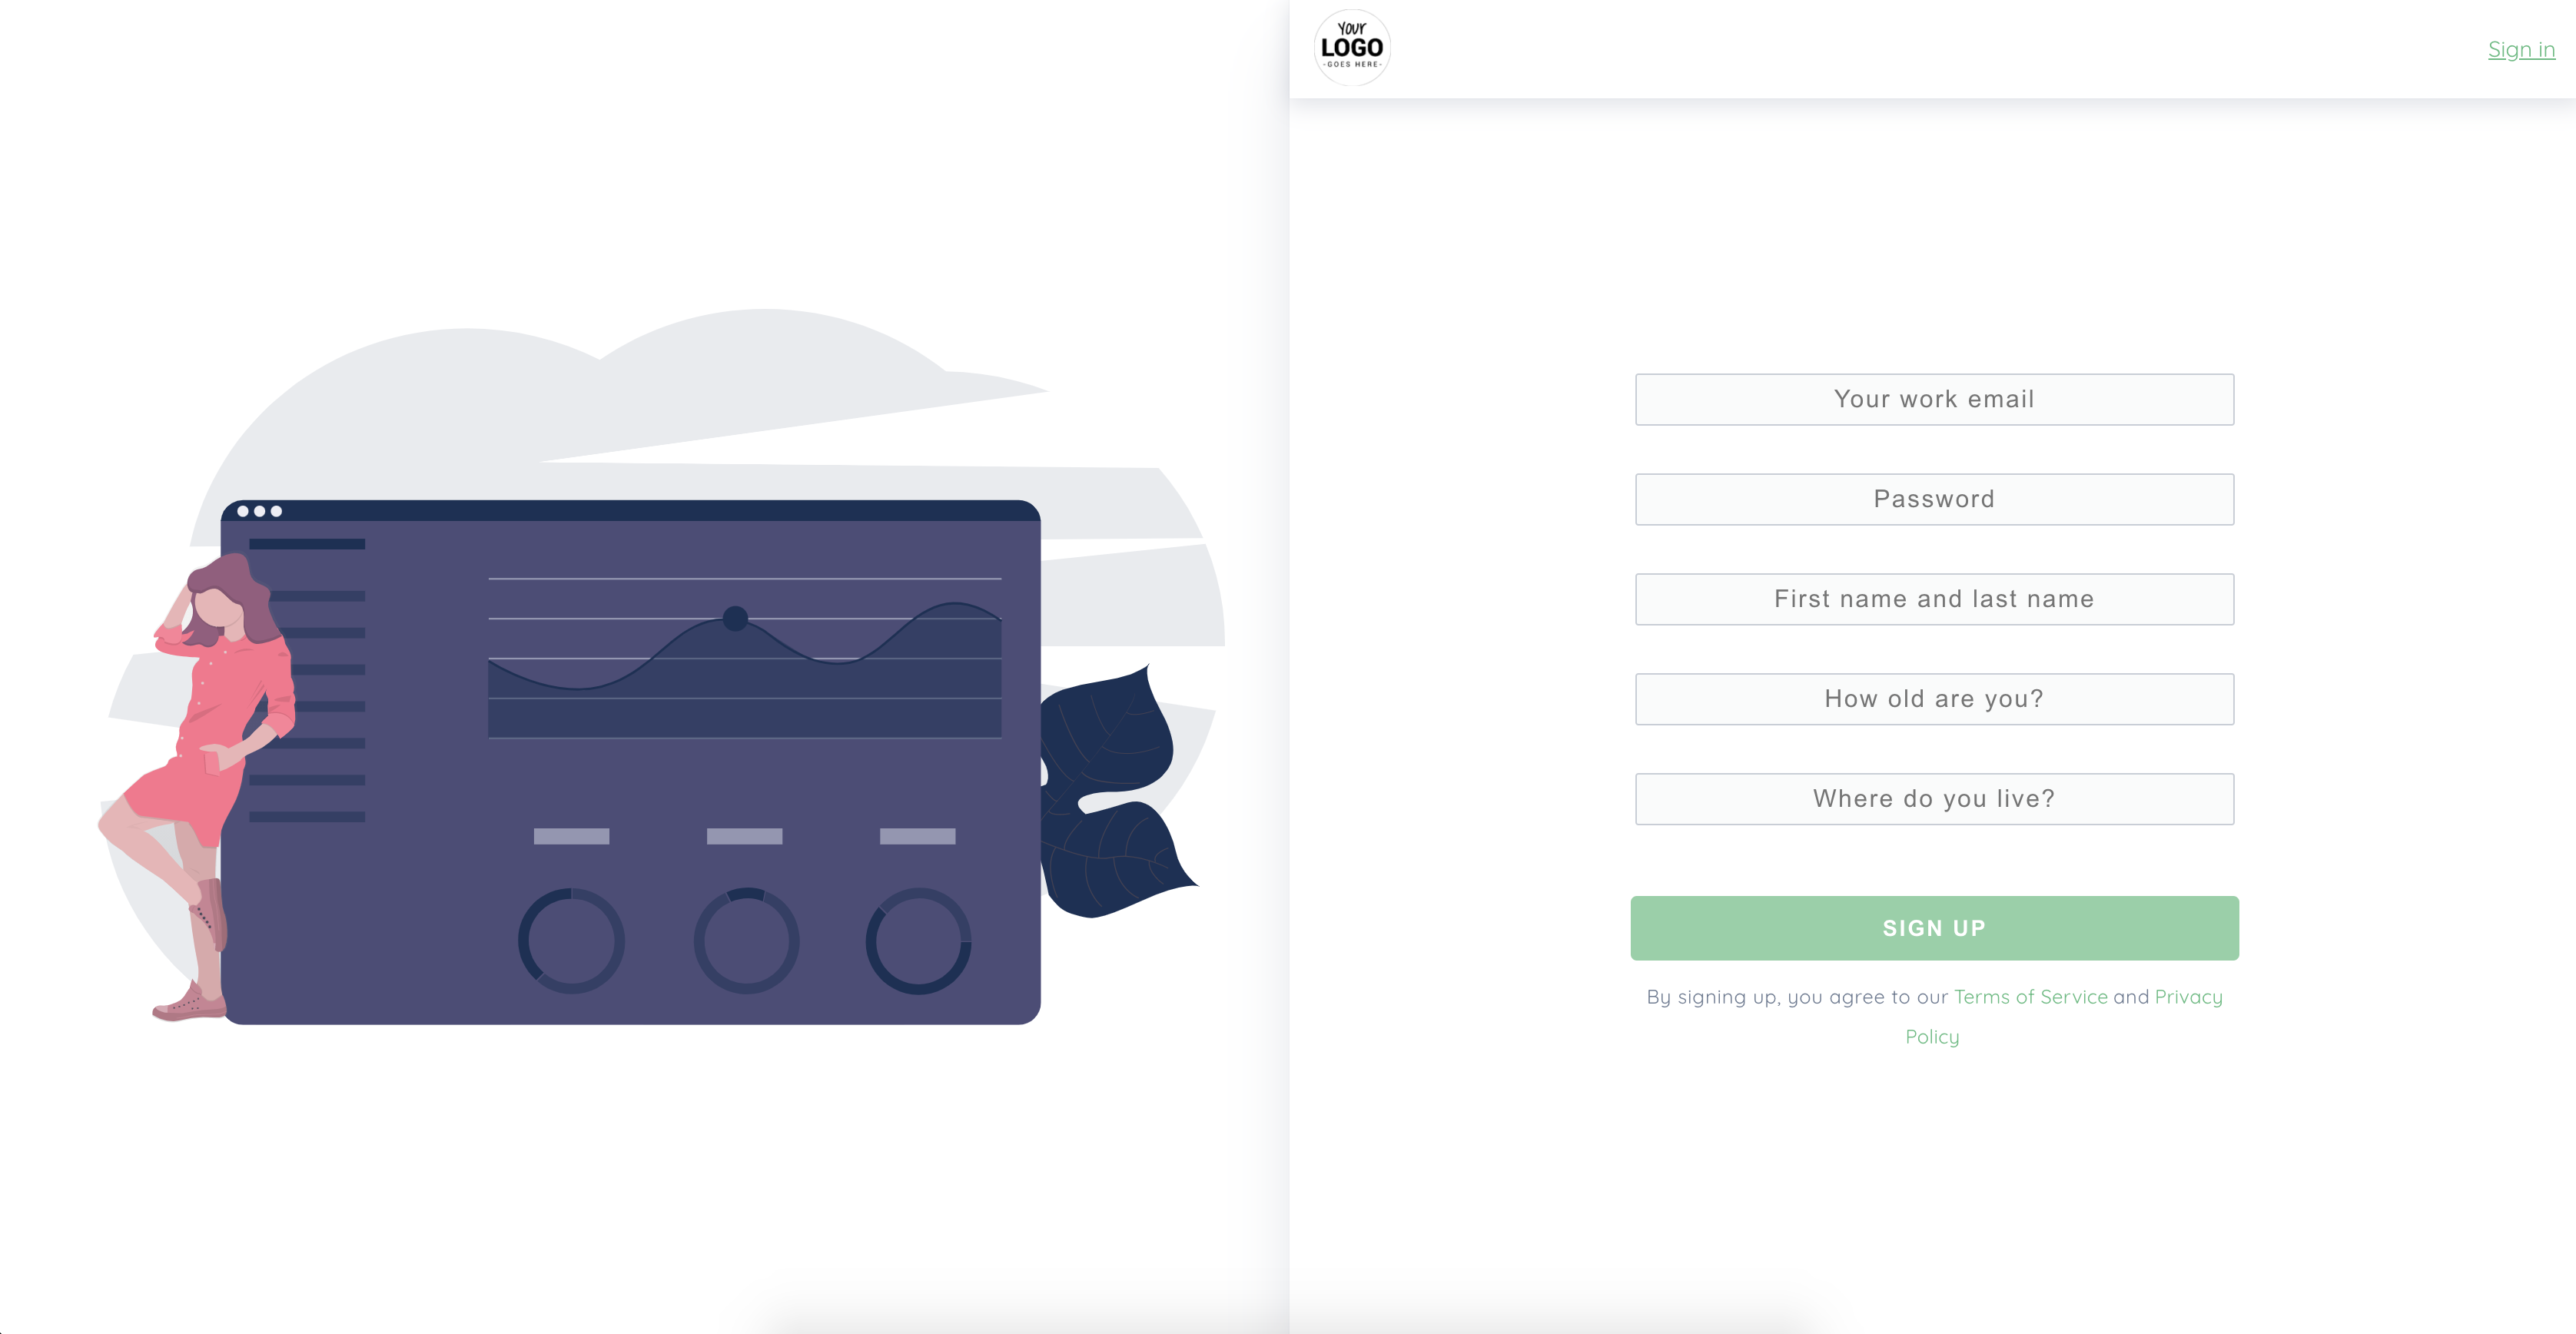 Your
LOGO
-GOES HERE-
Sign in
Your work email
Password
First name and last name
How old are you?
Where do you live?
SIGN UP
By signing up, you agree to our Terms of Service and Privacy
Policy